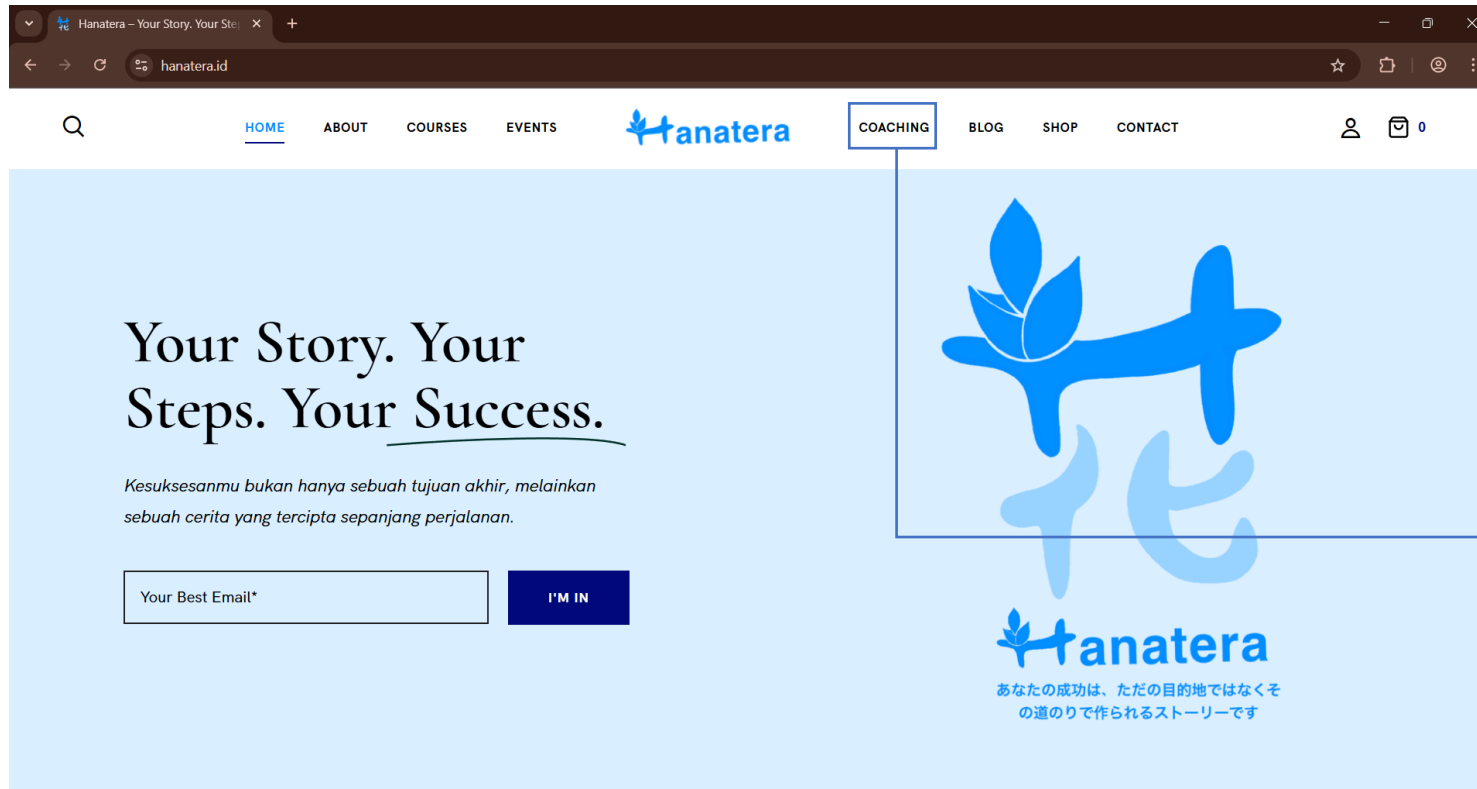 Hanatera – Your Story. Your Ste
hanatera.id
HOME ABOUT COURSES EVENTS Hanatera COACHING BLOG SHOP CONTACT 0
Your Story. Your
Steps. Your Success.
Kesuksesanmu bukan hanya sebuah tujuan akhir, melainkan
sebuah cerita yang tercipta sepanjang perjalanan.
Your Best Email*
I'M IN
花
Hanatera
あなたの成功は、ただの目的地ではなくそ
の道のりで作られるストーリーです